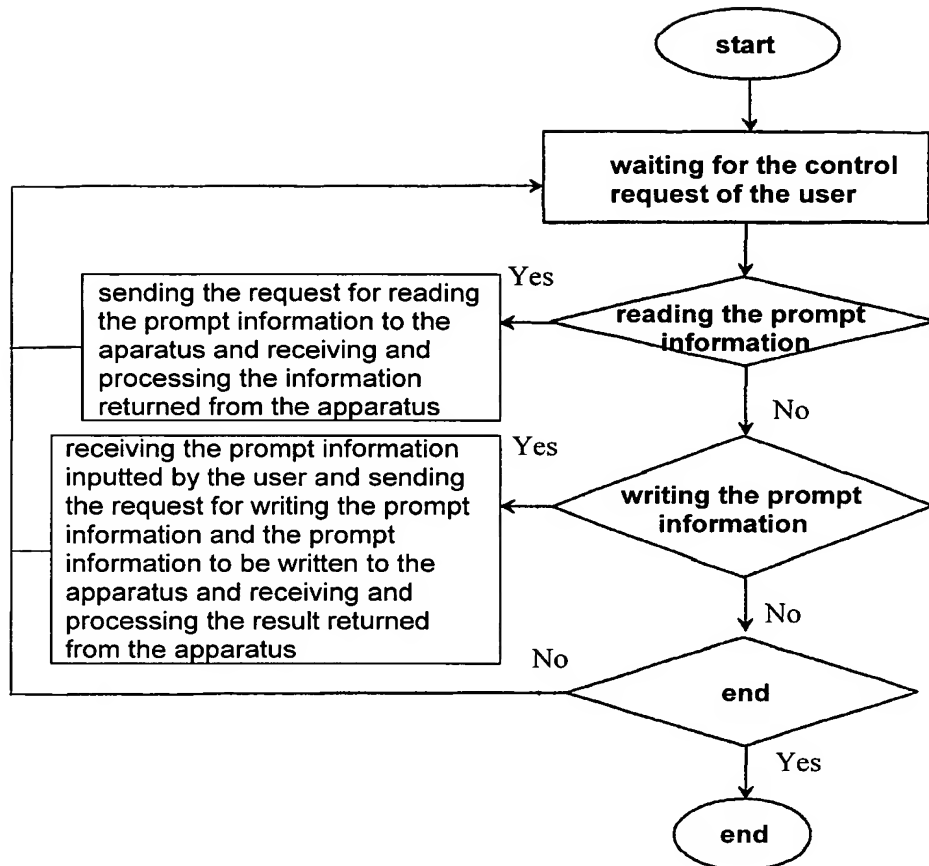 start
waiting for the control
request of the user
Yes
sending the request for reading
the prompt information to the
aparatus and receiving and
processing the information
returned from the apparatus
reading the prompt
information
No
receiving the prompt information
inputted by the user and sending
the request for writing the prompt
information and the prompt
information to be written to the
apparatus and receiving and
processing the result returned
from the apparatus
Yes
writing the prompt
information
No
No
end
Yes
end